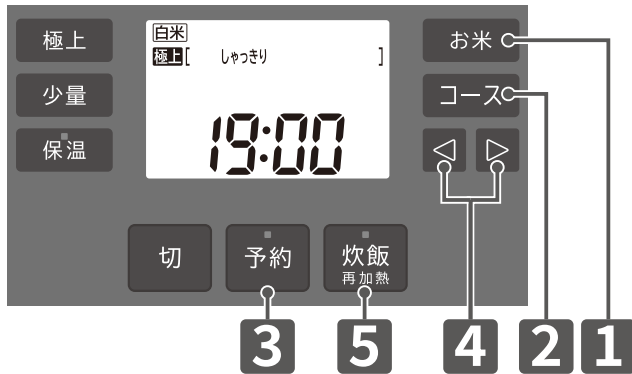 極上
少量
保温
白米
極上[ しゃっきり ]
19:00
お米
コース
◁ ▷
切
予約
炊飯
再加熱
3
5
4
2
1